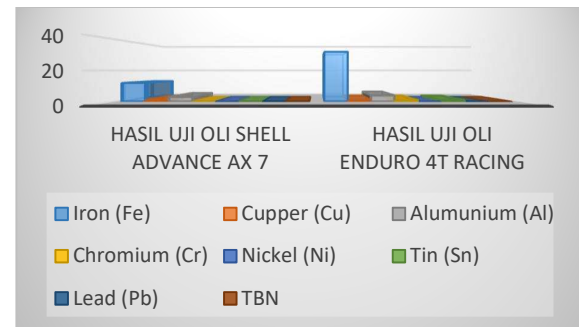 40
20
0
HASIL UJI OLI SHELL
ADVANCE AX 7
HASIL UJI OLI
ENDURO 4T RACING
Iron (Fe)
Cupper (Cu)
Alumunium (Al)
Chromium (Cr)
Nickel (Ni)
Tin (Sn)
Lead (Pb)
TBN